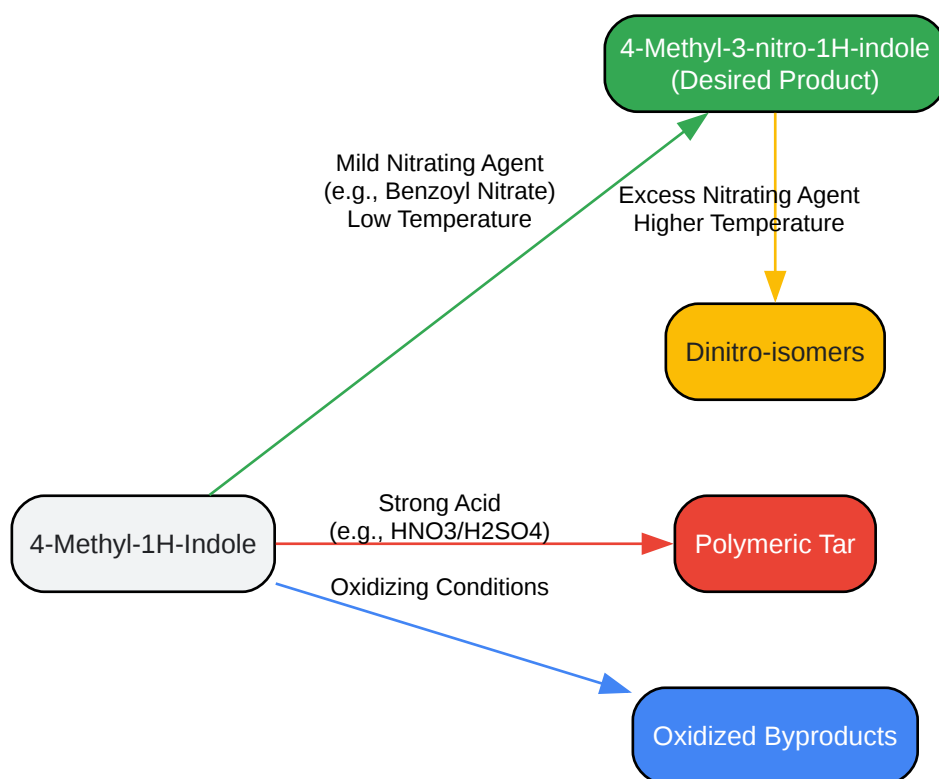 4-Methyl-3-nitro-1H-indole
(Desired Product)
Mild Nitrating Agent
(e.g., Benzoyl Nitrate)
Low Temperature
Excess Nitrating Agent
Higher Temperature
Dinitro-isomers
Strong Acid
(e.g., HNO3/H2SO4)
4-Methyl-1H-Indole
Polymeric Tar
Oxidizing Conditions
Oxidized Byproducts